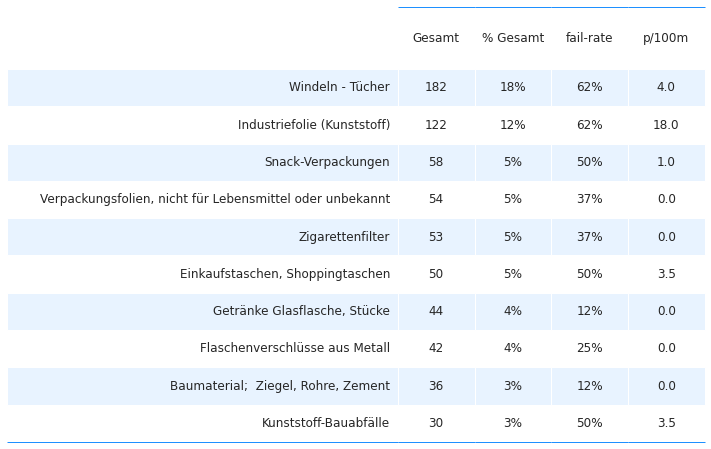 Gesamt % Gesamt fail-rate p/100m
Windeln - Tücher 182 18% 62% 4.0
Industriefolie (Kunststoff) 122 12% 62% 18.0
Snack-Verpackungen 58 5% 50% 1.0
Verpackungsfolien, nicht für Lebensmittel oder unbekannt 54 5% 37% 0.0
Zigarettenfilter 53 5% 37% 0.0
Einkaufstaschen, Shoppingtaschen 50 5% 50% 3.5
Getränke Glasflasche, Stücke 44 4% 12% 0.0
Flaschenverschlüsse aus Metall 42 4% 25% 0.0
Baumaterial;  Ziegel, Rohre, Zement 36 3% 12% 0.0
Kunststoff-Bauabfälle 30 3% 50% 3.5